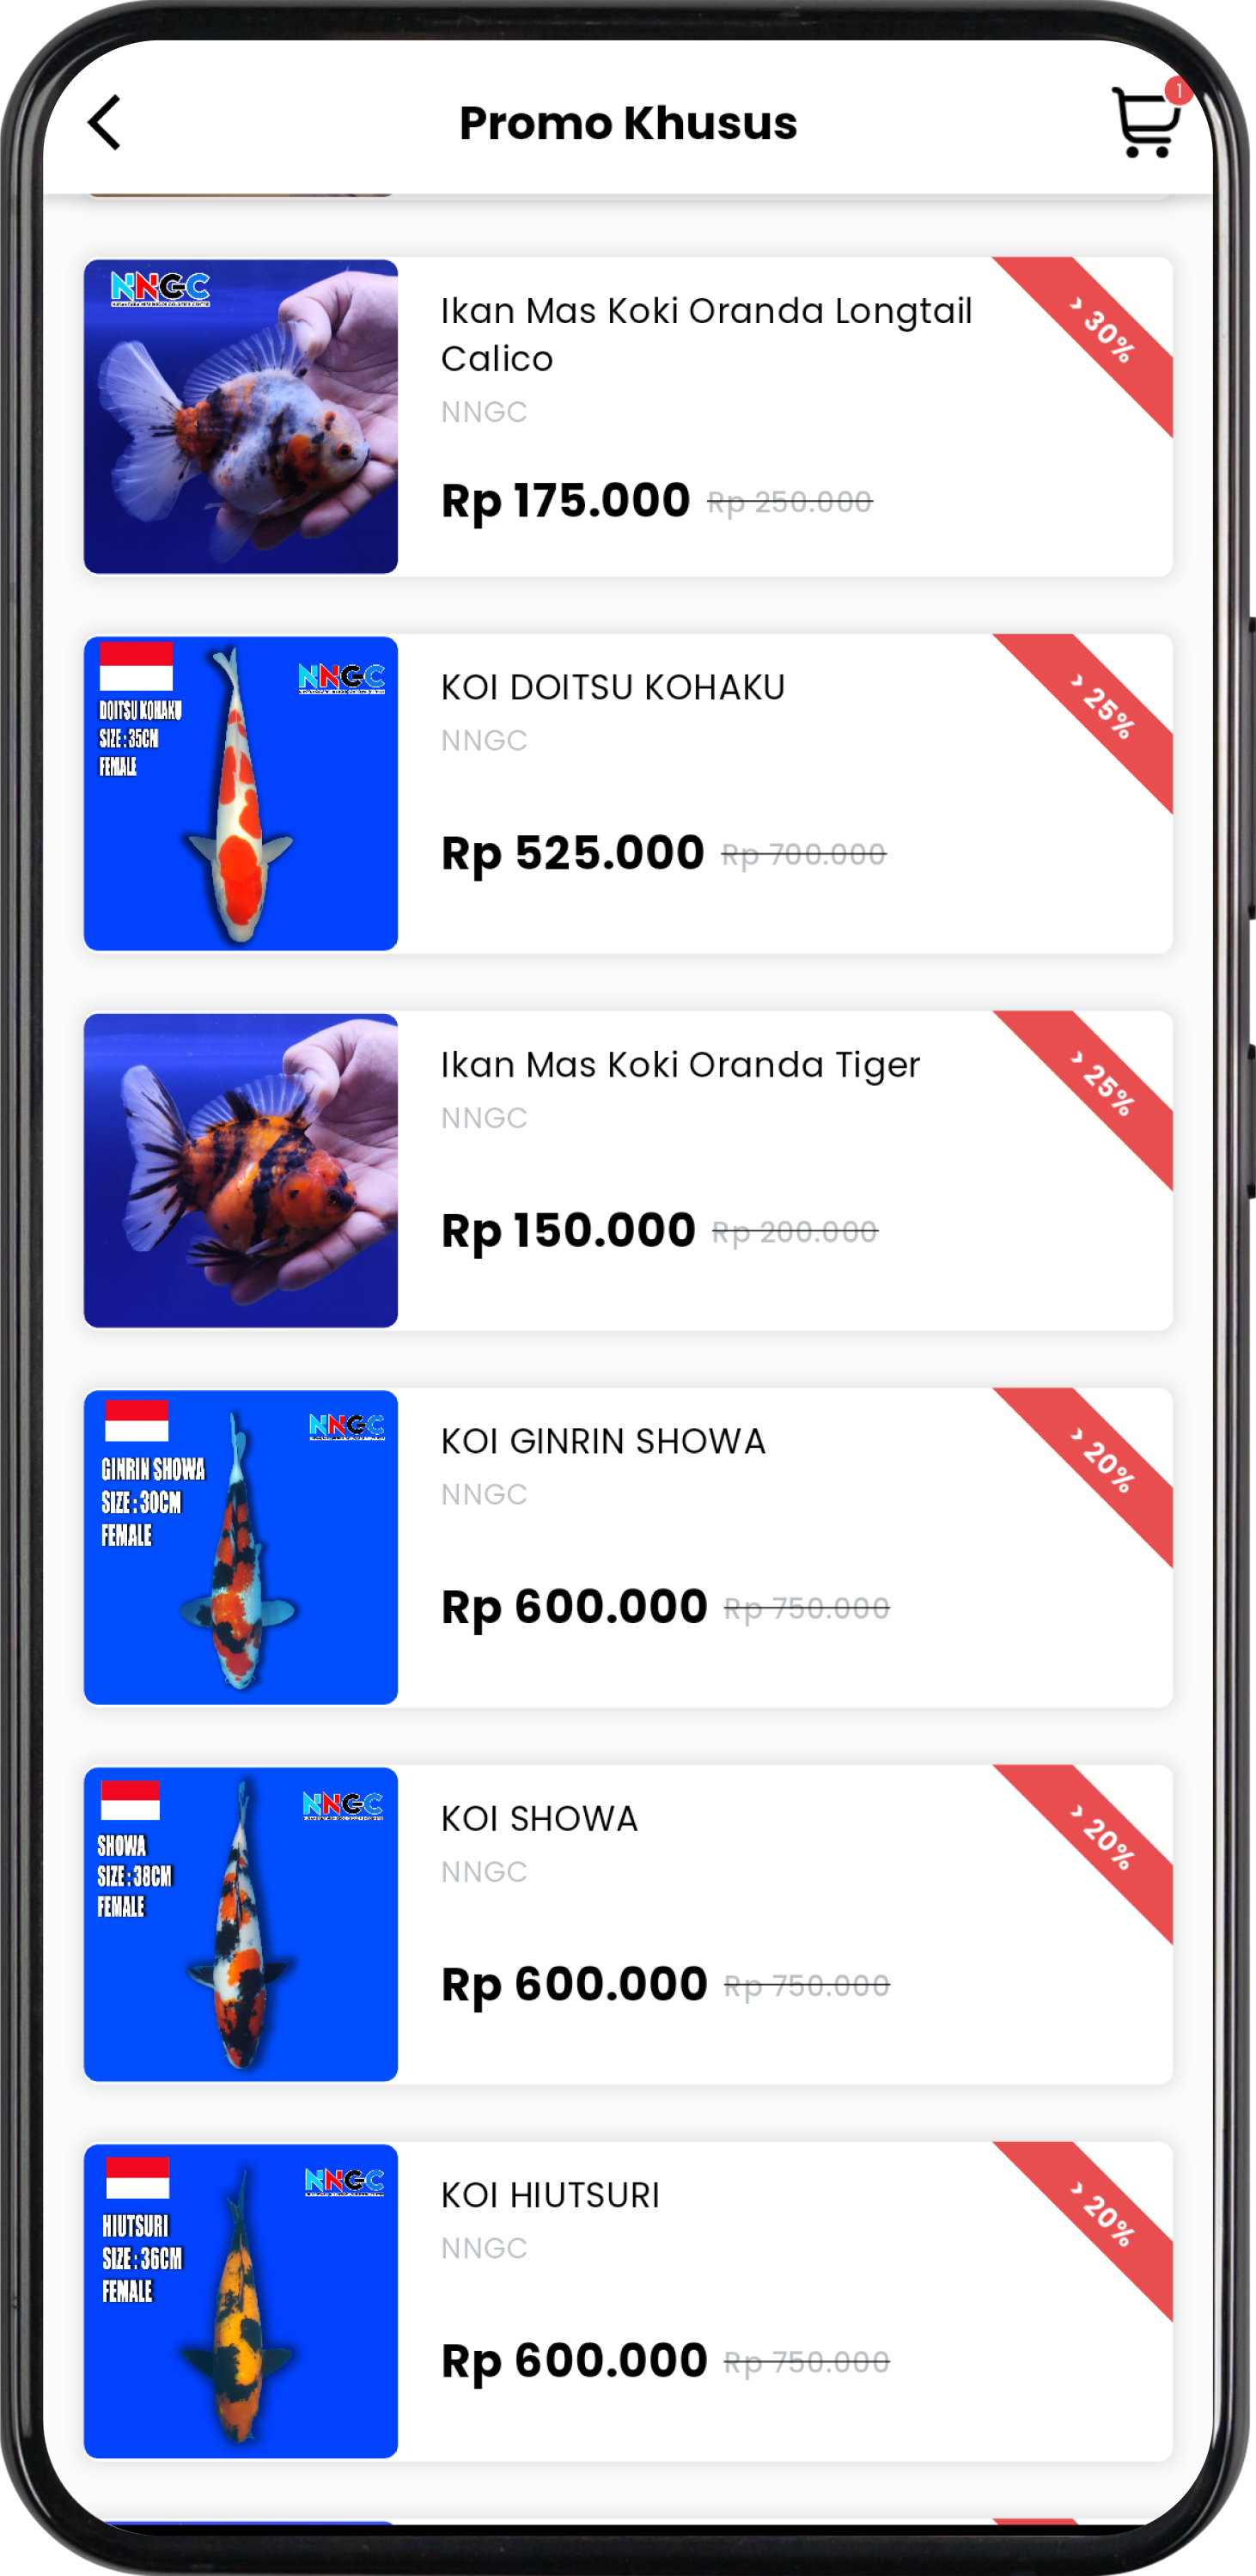 Promo Khusus
1
NNGC
Ikan Mas Koki Oranda Longtail
Calico
NNGC
Rp 175.000 Rp 250.000
› 30%
DOITSU KOHAKU
SIZE : 35CM
FEMALE
NNGC
KOI DOITSU KOHAKU
NNGC
Rp 525.000 Rp 700.000
› 25%
Ikan Mas Koki Oranda Tiger
NNGC
Rp 150.000 Rp 200.000
› 25%
GINRIN SHOWA
SIZE : 30CM
FEMALE
NNGC
KOI GINRIN SHOWA
NNGC
Rp 600.000 Rp 750.000
› 20%
SHOWA
SIZE : 38CM
FEMALE
NNGC
KOI SHOWA
NNGC
Rp 600.000 Rp 750.000
› 20%
HIUTSURI
SIZE : 36CM
FEMALE
NNGC
KOI HIUTSURI
NNGC
Rp 600.000 Rp 750.000
› 20%